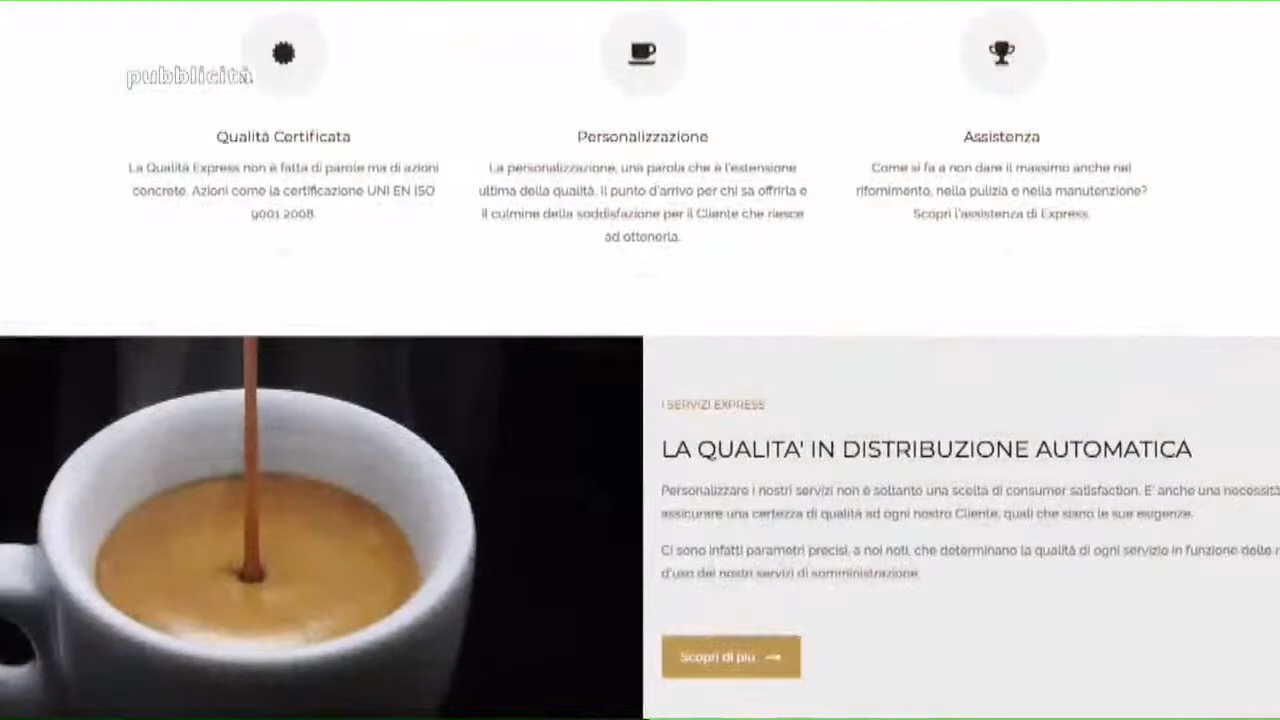 pubblicità
Qualità Certificata
La Qualità Express non è fatta di parole ma di azioni
concrete. Azioni come la certificazione UNI EN ISO
9001 2008.
Personalizzazione
La personalizzazione, una parola che è l'estensione
ultima della qualità. Il punto d'arrivo per chi sa offrirla e
il culmine della soddisfazione per il Cliente che riesce
ad ottenerla.
Assistenza
Come si fa a non dare il massimo anche nel
rifornimento, nella pulizia e nella manutenzione?
Scopri l'assistenza di Express.
I SERVIZI EXPRESS
LA QUALITA' IN DISTRIBUZIONE AUTOMATICA
Personalizzare i nostri servizi non è soltanto una scelta di consumer satisfaction. E' anche una necessità
assicurare una certezza di qualità ad ogni nostro Cliente, quali che siano le sue esigenze.
Ci sono infatti parametri precisi, a noi noti, che determinano la qualità di ogni servizio in funzione delle
d'uso dei nostri servizi di somministrazione.
Scopri di più